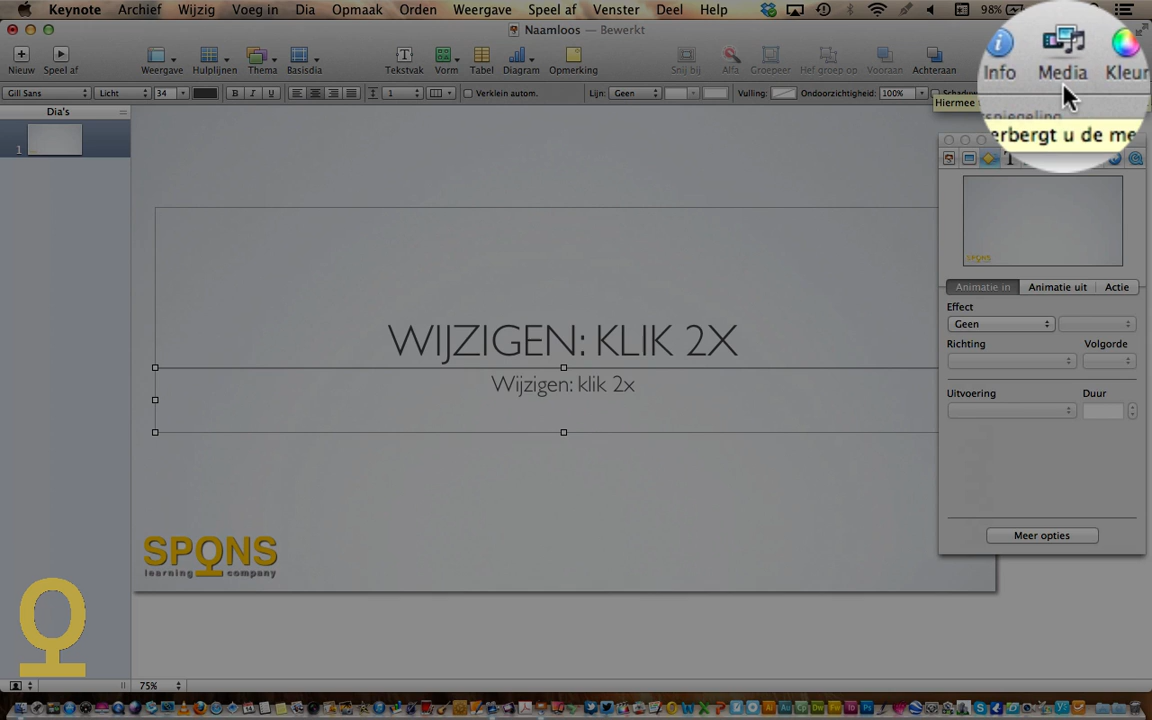 Keynote Archief Wijzig Voeg in Dia Opmaak Orden Weergave Speel af Venster Deel Help 98%
Naamloos — Bewerkt
Nieuw Speel af Weergave Hulplijnen Thema Basisdia Tekstvak Vorm Tabel Diagram Opmerking Snij bij Alfa Groepeer Hef groep op Vooraan Achteraan Info Media Kleur
Gill Sans Licht 34 B I U 1 Verklein autom. Lijn: Geen Vulling: Ondoorzichtigheid: 100%
Hiermee
spiegeling
erbergt u de me
Dia's
1
SPONS
Animatie in Animatie uit Actie
Effect
Geen
Richting Volgorde
Uitvoering Duur
Meer opties
WIJZIGEN: KLIK 2X
Wijzigen: klik 2x
SPONS
learning company
75%